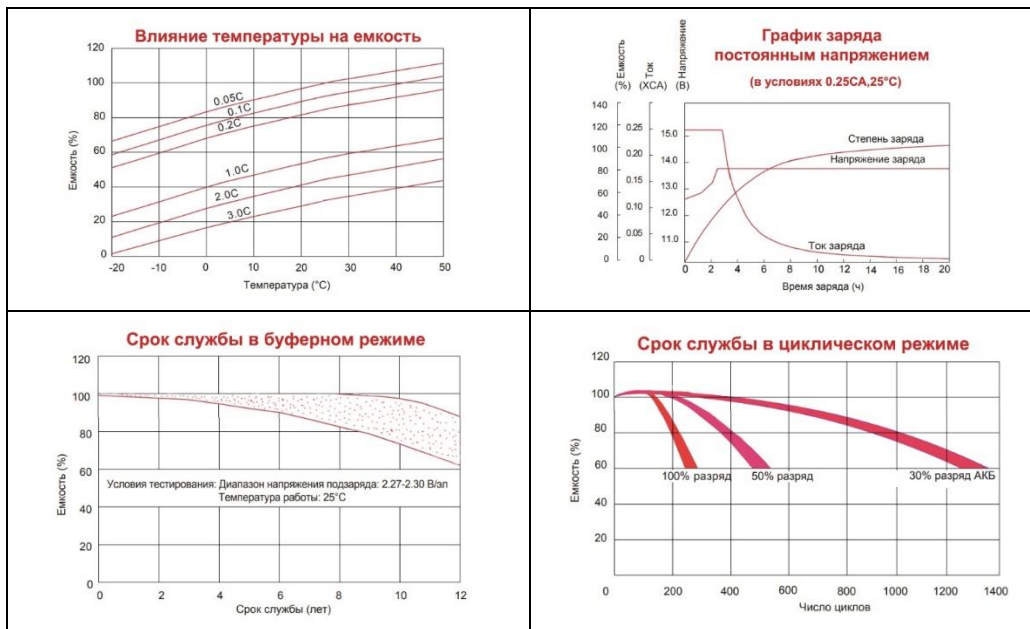 Влияние температуры на емкость
Емкость (%)
120
100
80
60
40
20
0
0.05C
0.1C
0.2C
1.0C
2.0C
3.0C
-20 -10 0 10 20 30 40 50
Температура (°C)
График заряда
постоянным напряжением
(в условиях 0.25CA,25°C)
Емкость (%)
Ток (XCA)
Напряжение (В)
140
120
100
80
60
40
20
0
0.25
0.20
0.15
0.10
0.05
0
15.0
14.0
13.0
12.0
11.0
Степень заряда
Напряжение заряда
Ток заряда
0 2 4 6 8 10 12 14 16 18 20
Время заряда (ч)
Срок службы в буферном режиме
Емкость (%)
120
100
80
60
40
20
0
Условия тестирования: Диапазон напряжения подзаряда: 2.27-2.30 В/эл
Температура работы: 25°C
0 2 4 6 8 10 12
Срок службы (лет)
Срок службы в циклическом режиме
Емкость (%)
120
100
80
60
40
20
100% разряд 50% разряд 30% разряд АКБ
0 200 400 600 800 1000 1200 1400
Число циклов